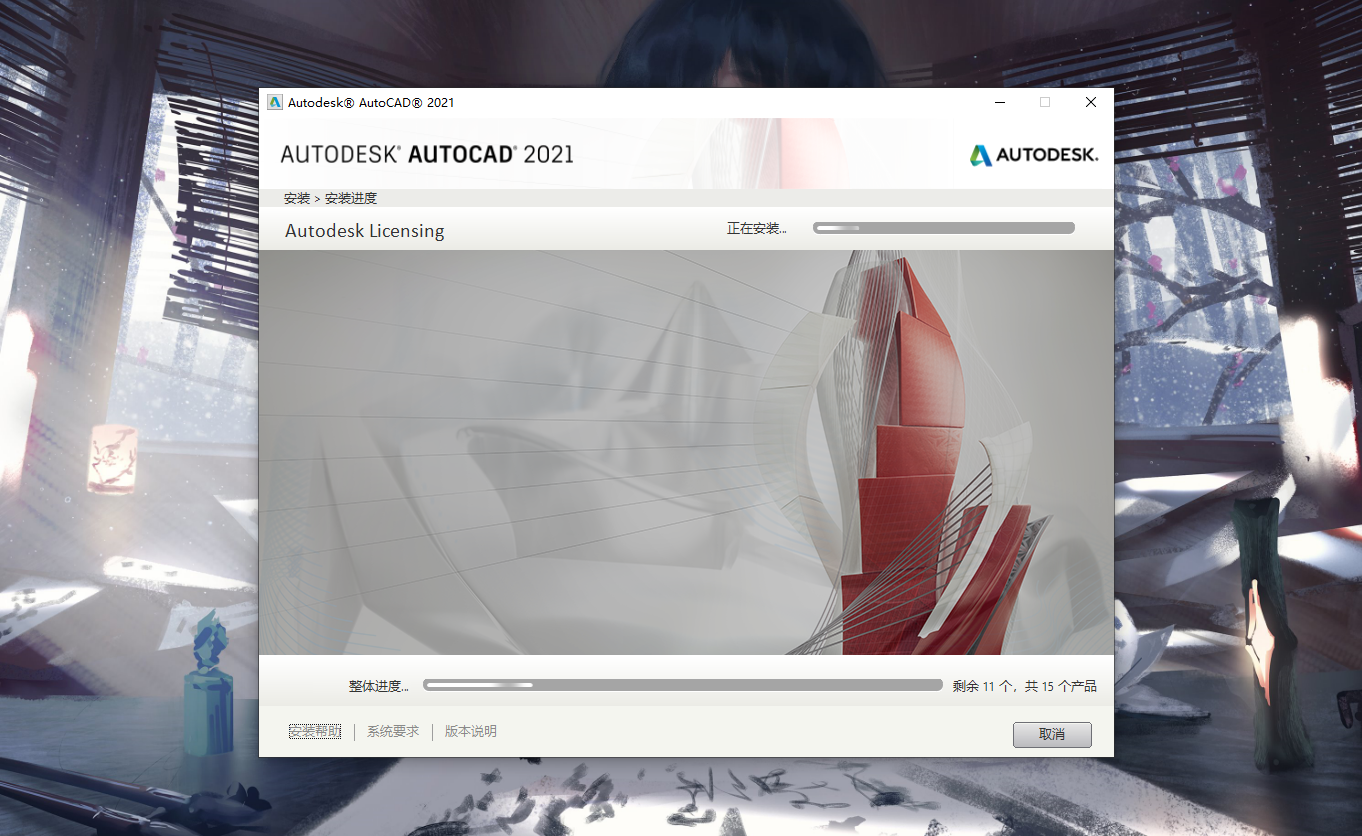 Autodesk® AutoCAD® 2021
AUTODESK® AUTOCAD® 2021
AUTODESK.
安装 > 安装进度
Autodesk Licensing
正在安装...
整体进度...
剩余 11 个，共 15 个产品
安装帮助
系统要求
版本说明
取消